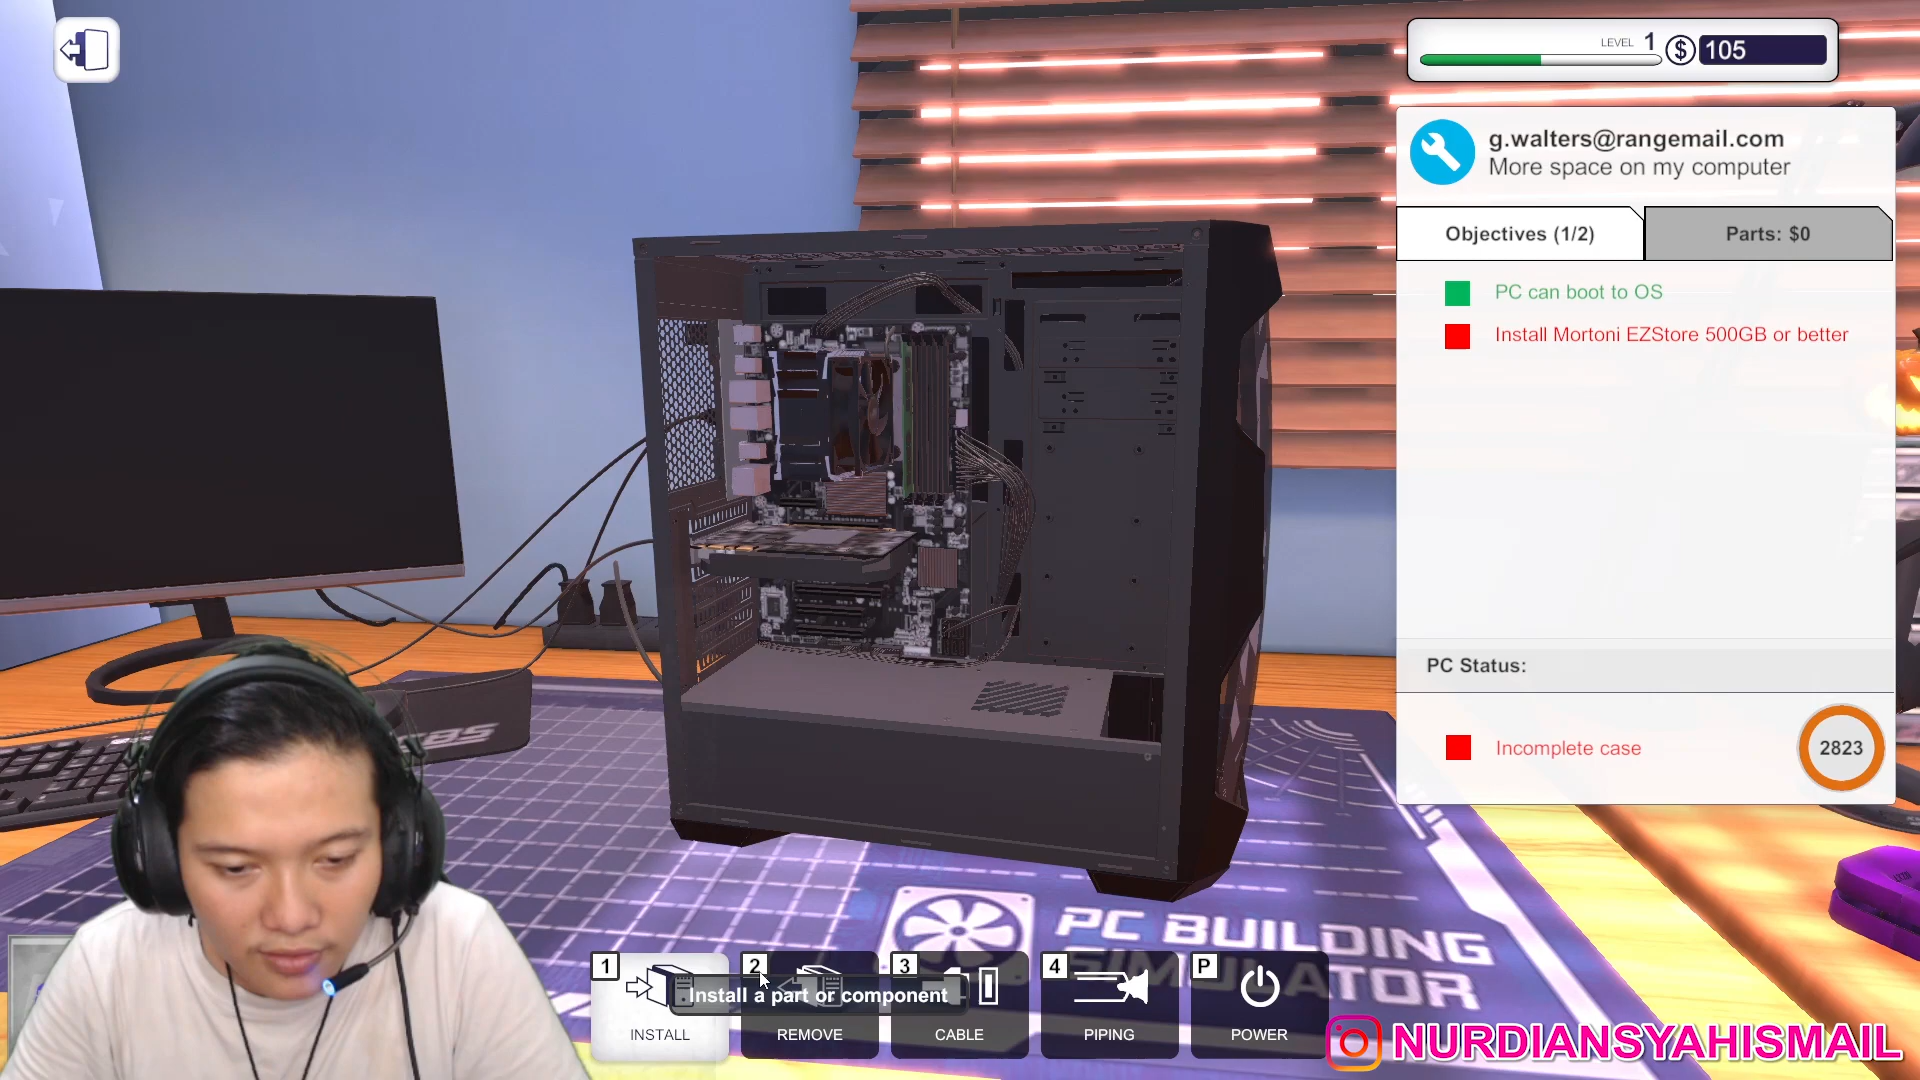 LEVEL 1
$ 105
g.walters@rangemail.com
More space on my computer
Objectives (1/2)
Parts: $0
PC can boot to OS
Install Mortoni EZStore 500GB or better
PC Status:
Incomplete case
2823
PC BUILDING
SIMULATOR
1
2
3
4
P
Install a part or component
INSTALL
REMOVE
CABLE
PIPING
POWER
NURDIANSYAHISMAIL